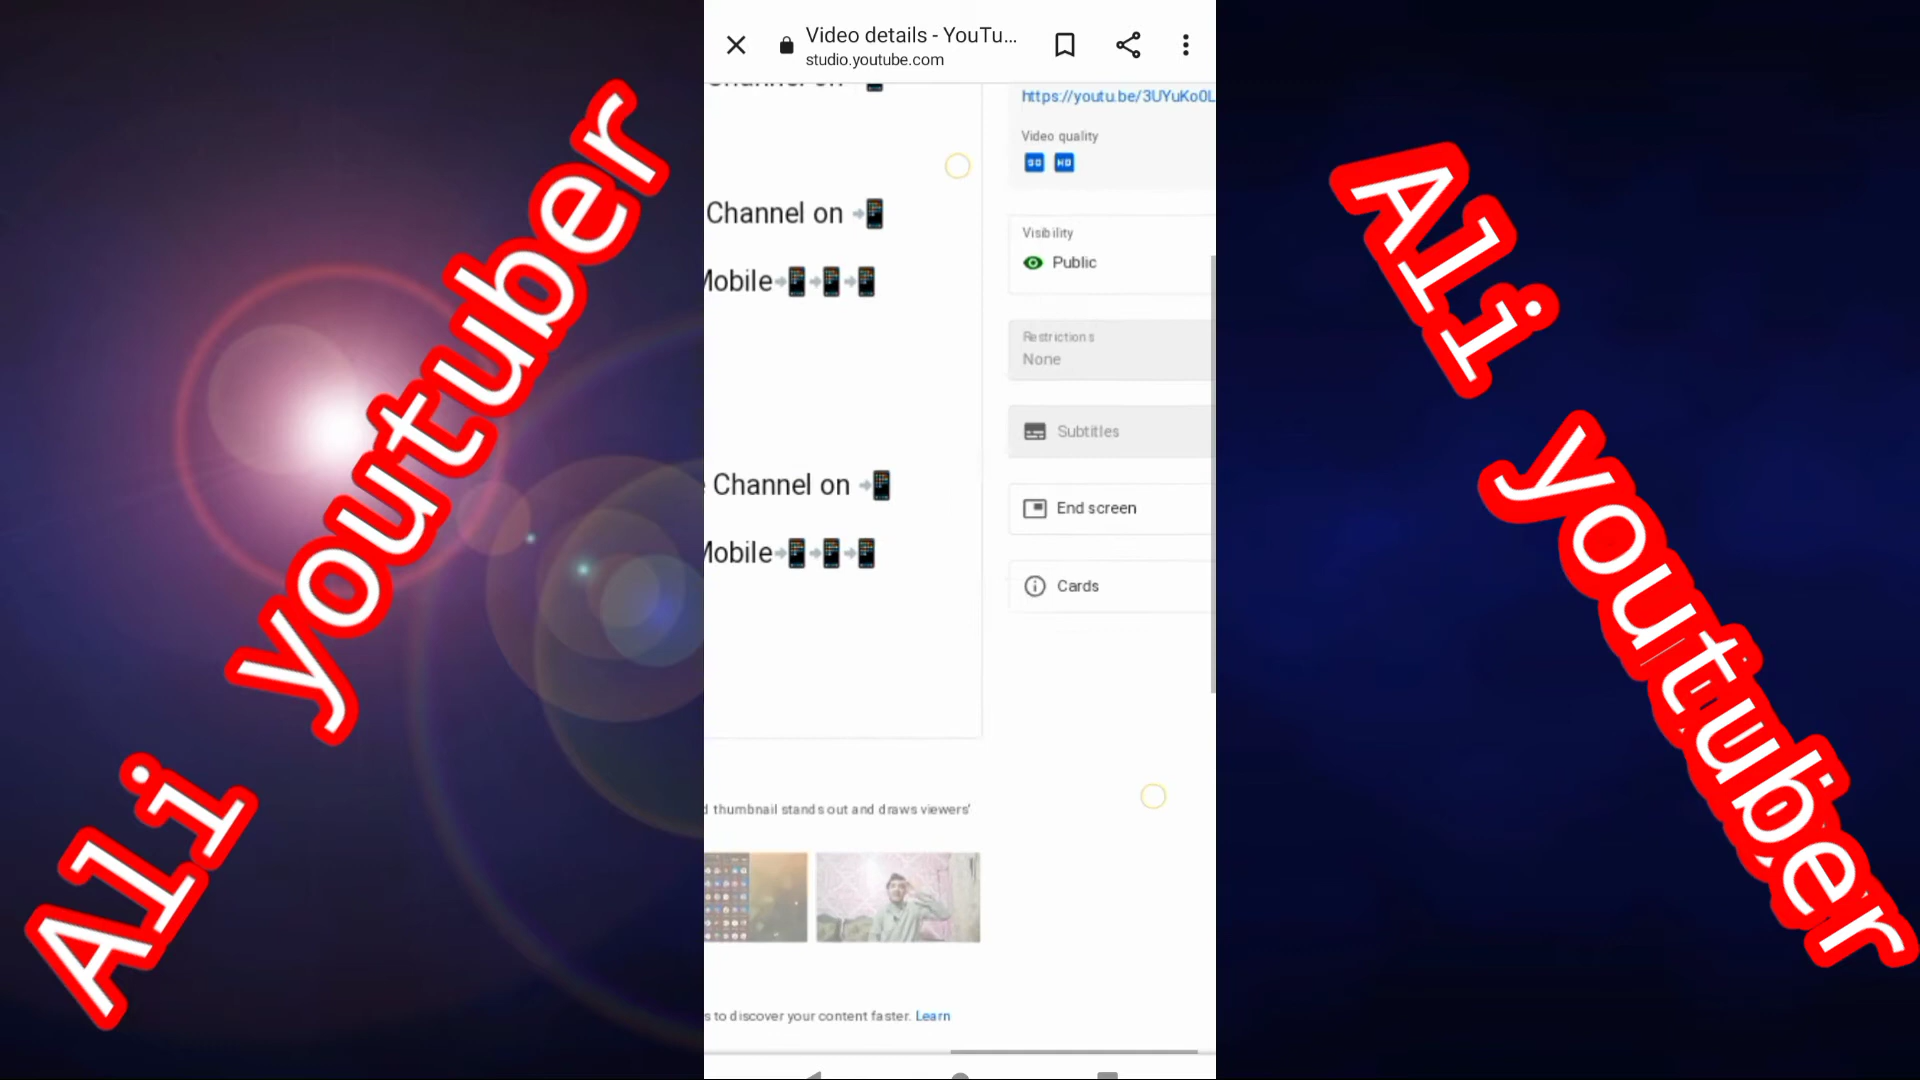 Ali youtuber
Video details - YouTu...
studio.youtube.com
https://youtu.be/3UYuKo0L
Video quality
SD HD
Channel on
Mobile
Visibility
Public
Restrictions
None
Subtitles
Channel on
Mobile
End screen
Cards
thumbnail stands out and draws viewers'
s to discover your content faster. Learn
Ali youtuber